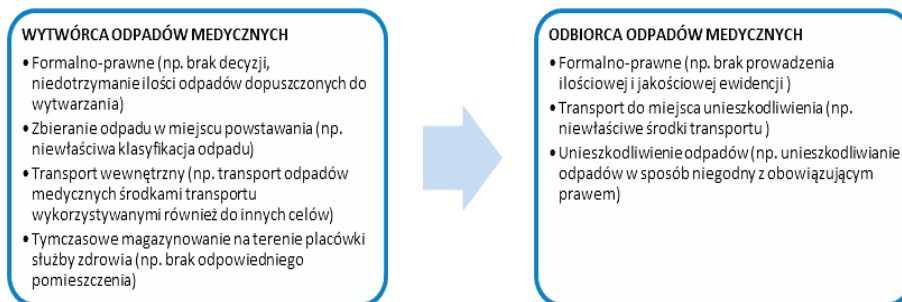 WYTWÓRCA ODPADÓW MEDYCZNYCH
• Formalno-prawne (np. brak decyzji,
niedotrzymanie ilości odpadów dopuszczonych do
wytwarzania)
• Zbieranie odpadu w miejscu powstawania (np.
niewłaściwa klasyfikacja odpadu)
• Transport wewnętrzny (np. transport odpadów
medycznych środkami transportu
wykorzystywanymi również do innych celów)
• Tymczasowe magazynowanie na terenie placówki
służby zdrowia (np. brak odpowiedniego
pomieszczenia)
ODBIORCA ODPADÓW MEDYCZNYCH
• Formalno-prawne (np. brak prowadzenia
ilościowej i jakościowej ewidencji )
• Transport do miejsca unieszkodliwienia (np.
niewłaściwe środki transportu )
• Unieszkodliwienie odpadów (np. unieszkodliwianie
odpadów w sposób niegodny z obowiązującym
prawem)